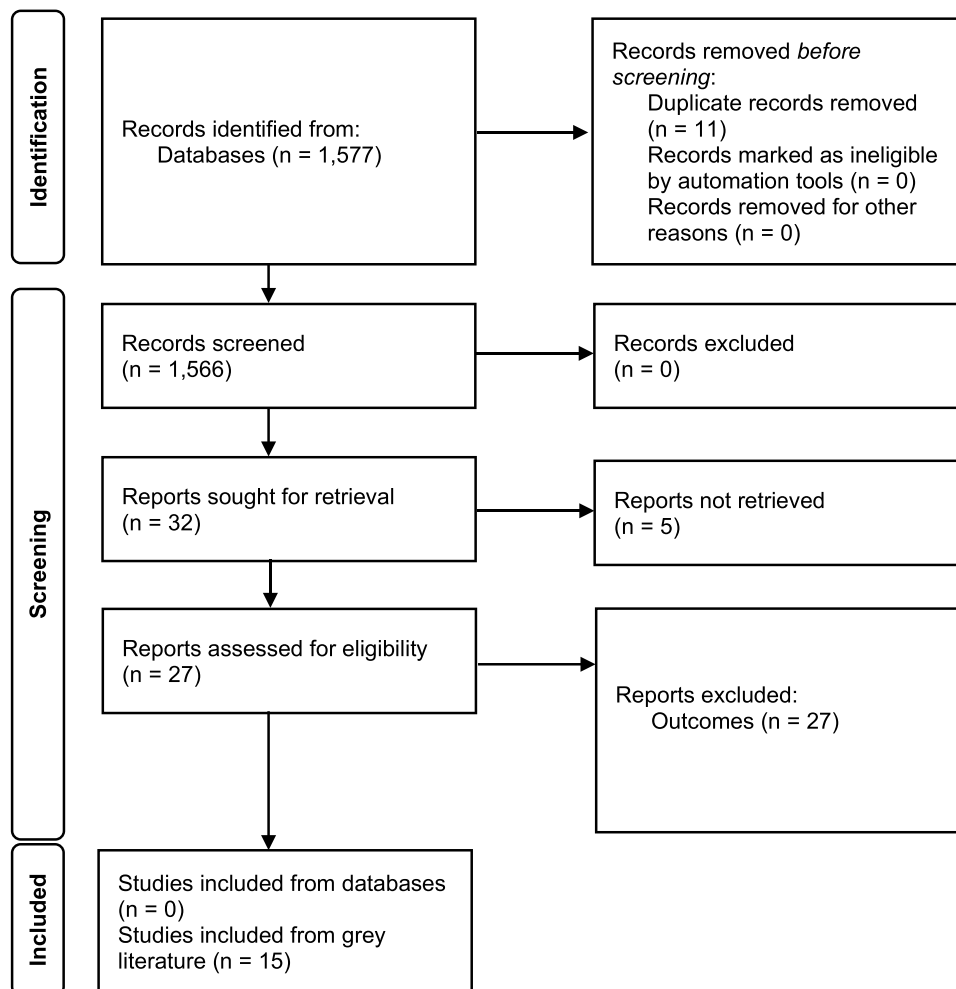 Identification
Records identified from:
Databases (n = 1,577)
Records removed before
screening:
Duplicate records removed
(n = 11)
Records marked as ineligible
by automation tools (n = 0)
Records removed for other
reasons (n = 0)
Screening
Records screened
(n = 1,566)
Records excluded
(n = 0)
Reports sought for retrieval
(n = 32)
Reports not retrieved
(n = 5)
Reports assessed for eligibility
(n = 27)
Reports excluded:
Outcomes (n = 27)
Included
Studies included from databases
(n = 0)
Studies included from grey
literature (n = 15)